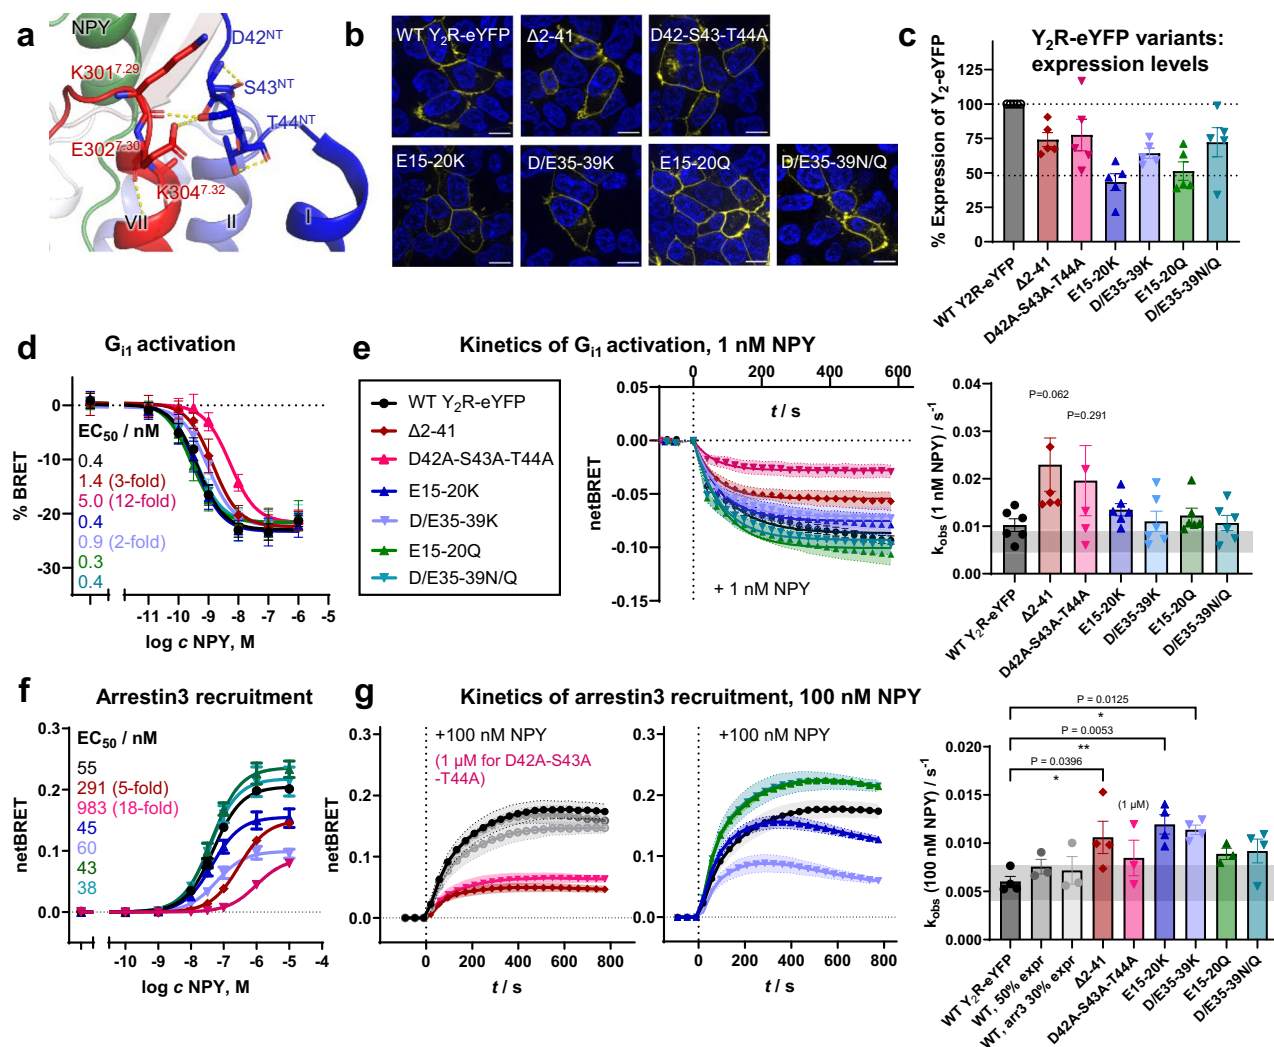 a
NPY
D42NT
K3017.29
S43NT
T44NT
E3027.30
K3047.32
VII
II
I
b
WT Y2R-eYFP
Δ2-41
D42-S43-T44A
E15-20K
D/E35-39K
E15-20Q
D/E35-39N/Q
c
Y2R-eYFP variants:
expression levels
% Expression of Y2-eYFP
125
100
75
50
25
0
WT Y2R-eYFP
Δ2-41
D42A-S43A-T44A
E15-20K
D/E35-39K
E15-20Q
D/E35-39N/Q
d
Gi1 activation
% BRET
0
-10
-20
-30
EC50 / nM
0.4
1.4 (3-fold)
5.0 (12-fold)
0.4
0.9 (2-fold)
0.3
0.4
-11 -10 -9 -8 -7 -6 -5
log c NPY, M
e
Kinetics of Gi1 activation, 1 nM NPY
WT Y2R-eYFP
Δ2-41
D42A-S43A-T44A
E15-20K
D/E35-39K
E15-20Q
D/E35-39N/Q
0 200 400 600
t / s
netBRET
0.05
0.00
-0.05
-0.10
-0.15
+ 1 nM NPY
kobs (1 nM NPY) / s-1
0.04
0.03
0.02
0.01
0.00
P=0.062
P=0.291
WT Y2R-eYFP
Δ2-41
D42A-S43A-T44A
E15-20K
D/E35-39K
E15-20Q
D/E35-39N/Q
f
Arrestin3 recruitment
netBRET
0.3
0.2
0.1
0.0
EC50 / nM
55
291 (5-fold)
983 (18-fold)
45
60
43
38
-10 -9 -8 -7 -6 -5 -4
log c NPY, M
g
Kinetics of arrestin3 recruitment, 100 nM NPY
netBRET
0.3
0.2
0.1
0.0
+100 nM NPY
(1 µM for D42A-S43A
-T44A)
0 200 400 600 800
t / s
0.3
0.2
0.1
0.0
+100 nM NPY
0 200 400 600 800
t / s
kobs (100 nM NPY) / s-1
0.020
0.015
0.010
0.005
0.000
P = 0.0125
*
P = 0.0053
**
P = 0.0396
*
(1 µM)
WT Y2R-eYFP
WT, 50% expr
WT, arr3 30% expr
Δ2-41
D42A-S43A-T44A
E15-20K
D/E35-39K
E15-20Q
D/E35-39N/Q